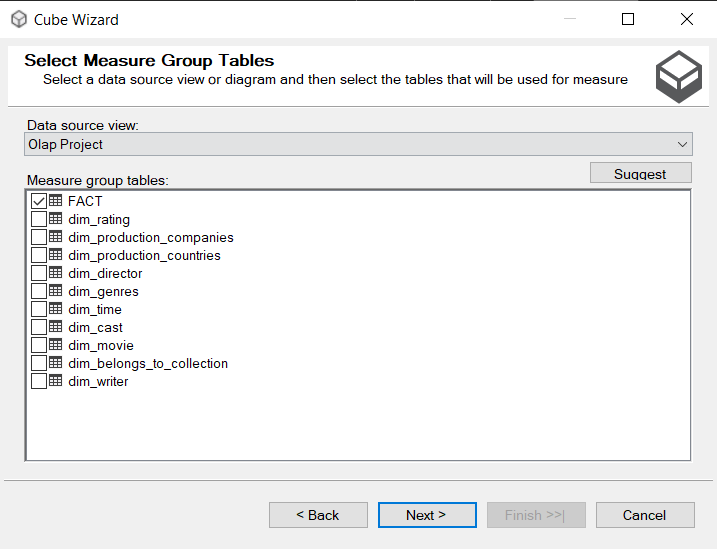 Cube Wizard
Select Measure Group Tables
Select a data source view or diagram and then select the tables that will be used for measure
Data source view:
Olap Project
Suggest
Measure group tables:
FACT
dim_rating
dim_production_companies
dim_production_countries
dim_director
dim_genres
dim_time
dim_cast
dim_movie
dim_belongs_to_collection
dim_writer
< Back
Next >
Finish >>|
Cancel